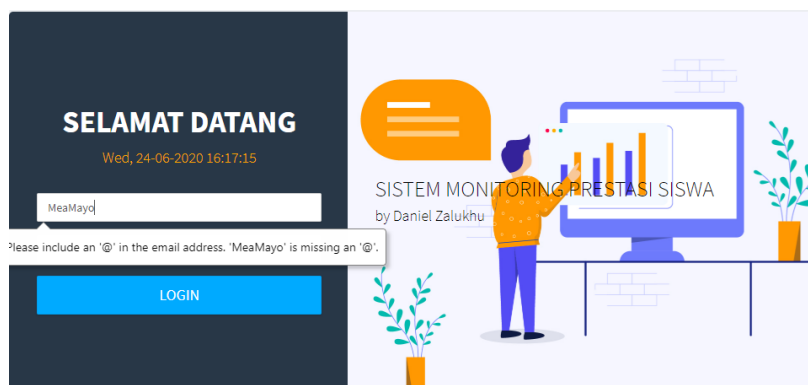 SELAMAT DATANG
Wed, 24-06-2020 16:17:15
MeaMayo
Please include an '@' in the email address. 'MeaMayo' is missing an '@'.
LOGIN
SISTEM MONITORING PRESTASI SISWA
by Daniel Zalukhu